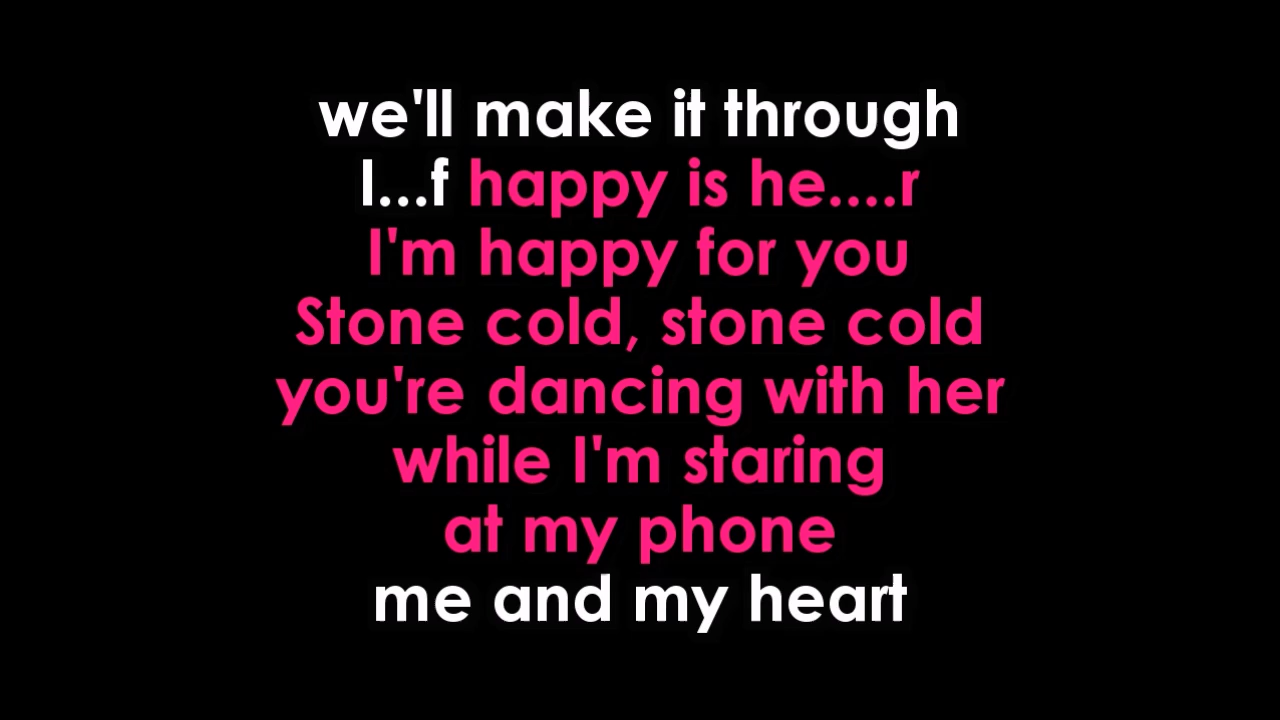 we'll make it through
I...f happy is he....r
I'm happy for you
Stone cold, stone cold
you're dancing with her
while I'm staring
at my phone
me and my heart